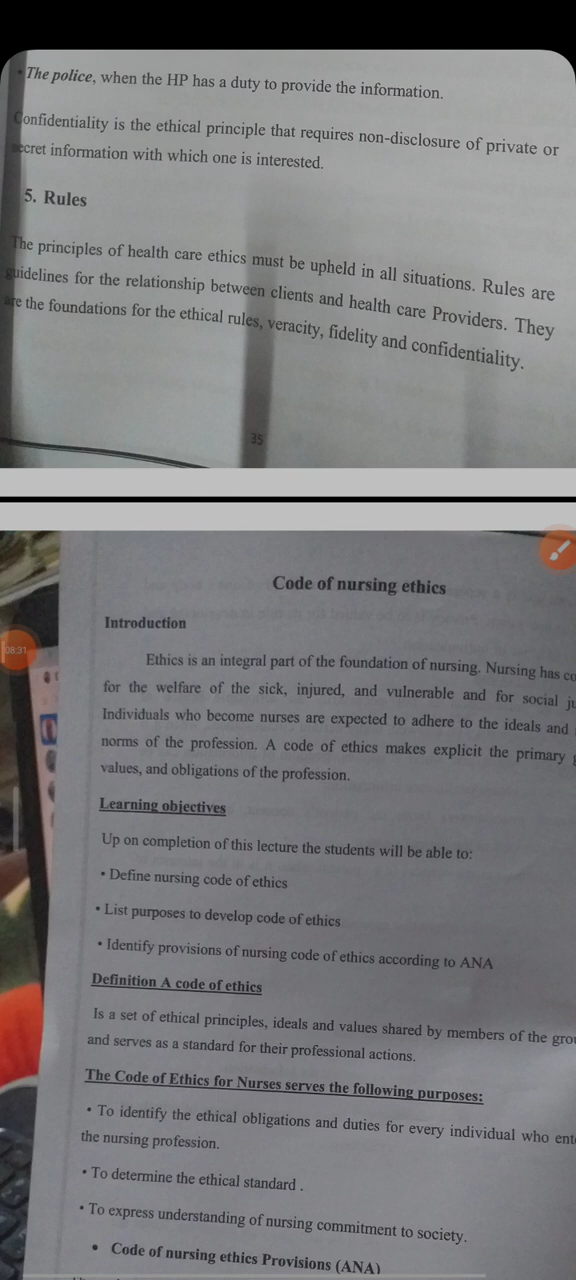 • The police, when the HP has a duty to provide the information.
Confidentiality is the ethical principle that requires non-disclosure of private or
secret information with which one is interested.
5. Rules
The principles of health care ethics must be upheld in all situations. Rules are
guidelines for the relationship between clients and health care Providers. They
are the foundations for the ethical rules, veracity, fidelity and confidentiality.
35
Code of nursing ethics
08:31
Introduction
Ethics is an integral part of the foundation of nursing. Nursing has co
for the welfare of the sick, injured, and vulnerable and for social ju
Individuals who become nurses are expected to adhere to the ideals and
norms of the profession. A code of ethics makes explicit the primary g
values, and obligations of the profession.
Learning objectives
Up on completion of this lecture the students will be able to:
• Define nursing code of ethics
• List purposes to develop code of ethics
• Identify provisions of nursing code of ethics according to ANA
Definition A code of ethics
Is a set of ethical principles, ideals and values shared by members of the grou
and serves as a standard for their professional actions.
The Code of Ethics for Nurses serves the following purposes:
• To identify the ethical obligations and duties for every individual who ente
the nursing profession.
• To determine the ethical standard .
• To express understanding of nursing commitment to society.
• Code of nursing ethics Provisions (ANA)